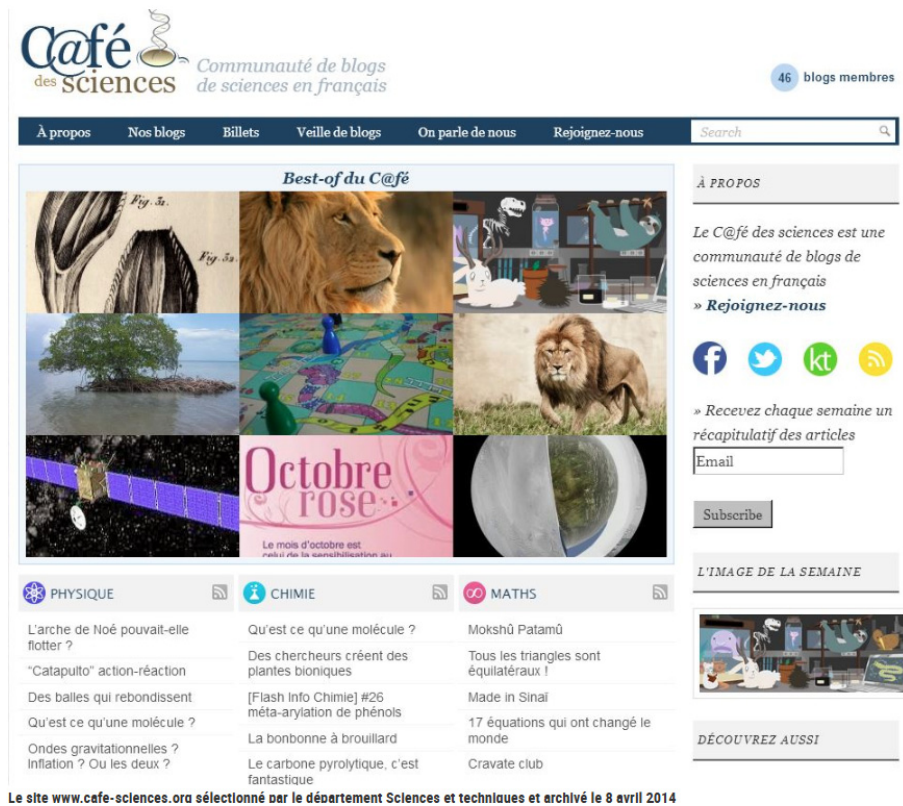 C@fé
des sciences
Communauté de blogs
de sciences en français
46 blogs membres
À propos Nos blogs Billets Veille de blogs On parle de nous Rejoignez-nous Search
Best-of du C@fé
Fig. 31.
Fig. 32.
Octobre
rose
Le mois d'octobre est
celui de la sensibilisation au
À PROPOS
Le C@fé des sciences est une
communauté de blogs de
sciences en français
» Rejoignez-nous
f
kt
» Recevez chaque semaine un
récapitulatif des articles
Email
Subscribe
L'IMAGE DE LA SEMAINE
DÉCOUVREZ AUSSI
PHYSIQUE
L'arche de Noé pouvait-elle
flotter ?
"Catapulto" action-réaction
Des balles qui rebondissent
Qu'est ce qu'une molécule ?
Ondes gravitationnelles ?
Inflation ? Ou les deux ?
CHIMIE
Qu'est ce qu'une molécule ?
Des chercheurs créent des
plantes bioniques
[Flash Info Chimie] #26
méta-arylation de phénols
La bonbonne à brouillard
Le carbone pyrolytique, c'est
fantastique
MATHS
Mokshû Patamû
Tous les triangles sont
équilatéraux !
Made in Sinaï
17 équations qui ont changé le
monde
Cravate club
Le site www.cafe-sciences.org sélectionné par le département Sciences et techniques et archivé le 8 avril 2014